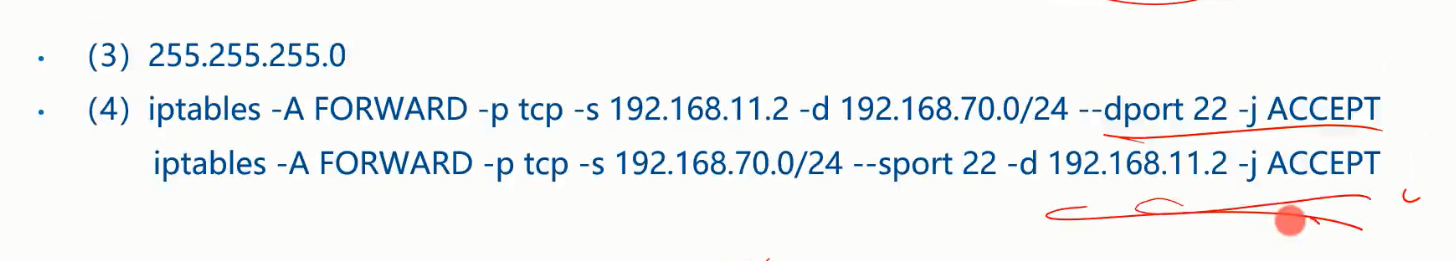 · （3）255.255.255.0
· （4）iptables -A FORWARD -p tcp -s 192.168.11.2 -d 192.168.70.0/24 --dport 22 -j ACCEPT
iptables -A FORWARD -p tcp -s 192.168.70.0/24 --sport 22 -d 192.168.11.2 -j ACCEPT